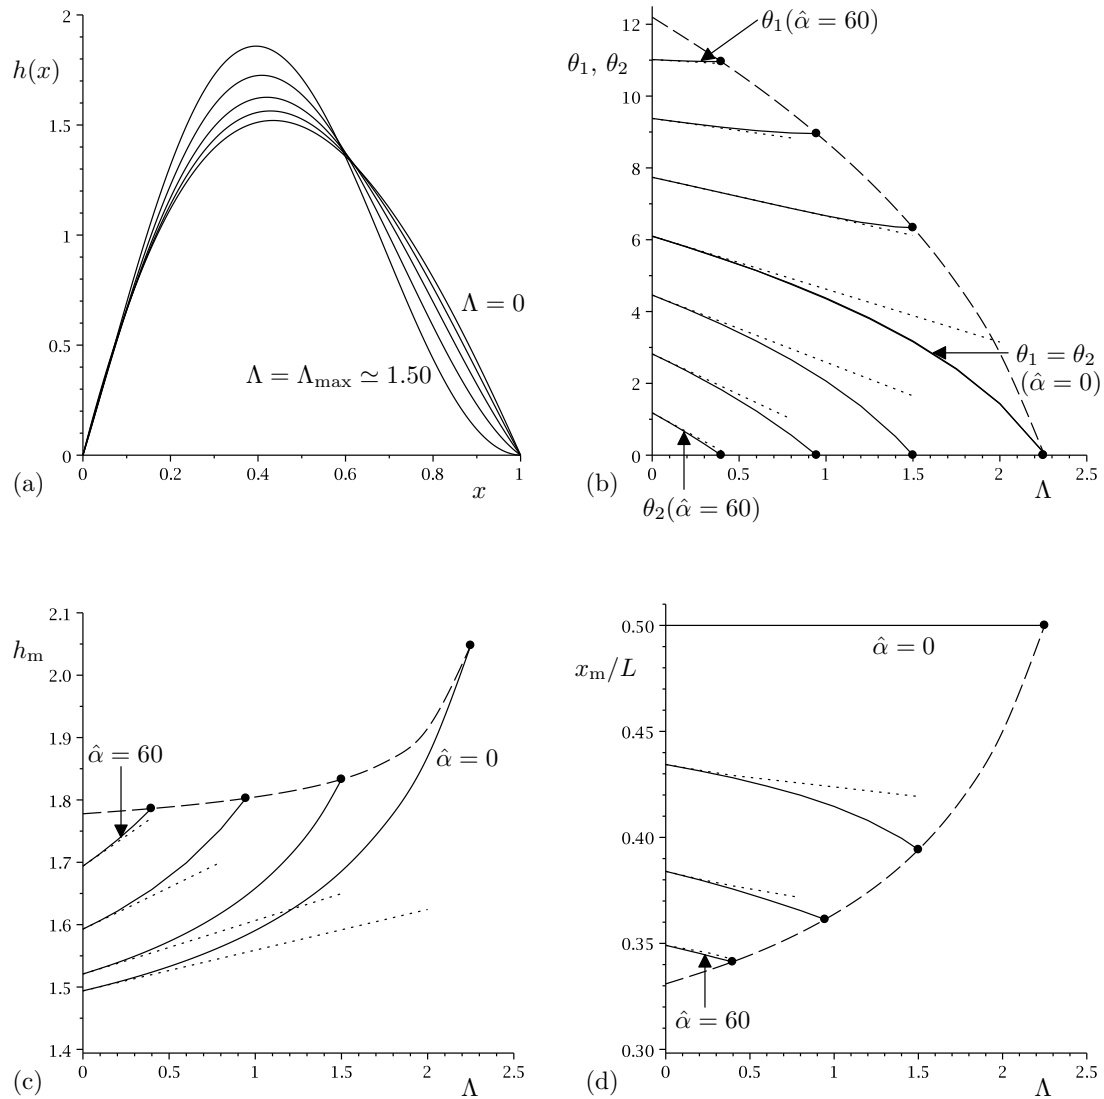 2
h(x)
1.5
1
0.5
0
Λ = 0
Λ = Λmax ≃ 1.50
0 0.2 0.4 0.6 0.8 1
x
(a)
12
θ1, θ2
10
8
6
4
2
0
θ1(α̂ = 60)
θ1 = θ2
(α̂ = 0)
0 0.5 1 1.5 2 2.5
Λ
(b)
θ2(α̂ = 60)
2.1
hm
2.0
1.9
1.8
1.7
1.6
1.5
1.4
α̂ = 60
α̂ = 0
0 0.5 1 1.5 2 2.5
Λ
(c)
0.50
xm/L
0.45
0.40
0.35
0.30
α̂ = 0
α̂ = 60
0 0.5 1 1.5 2 2.5
Λ
(d)